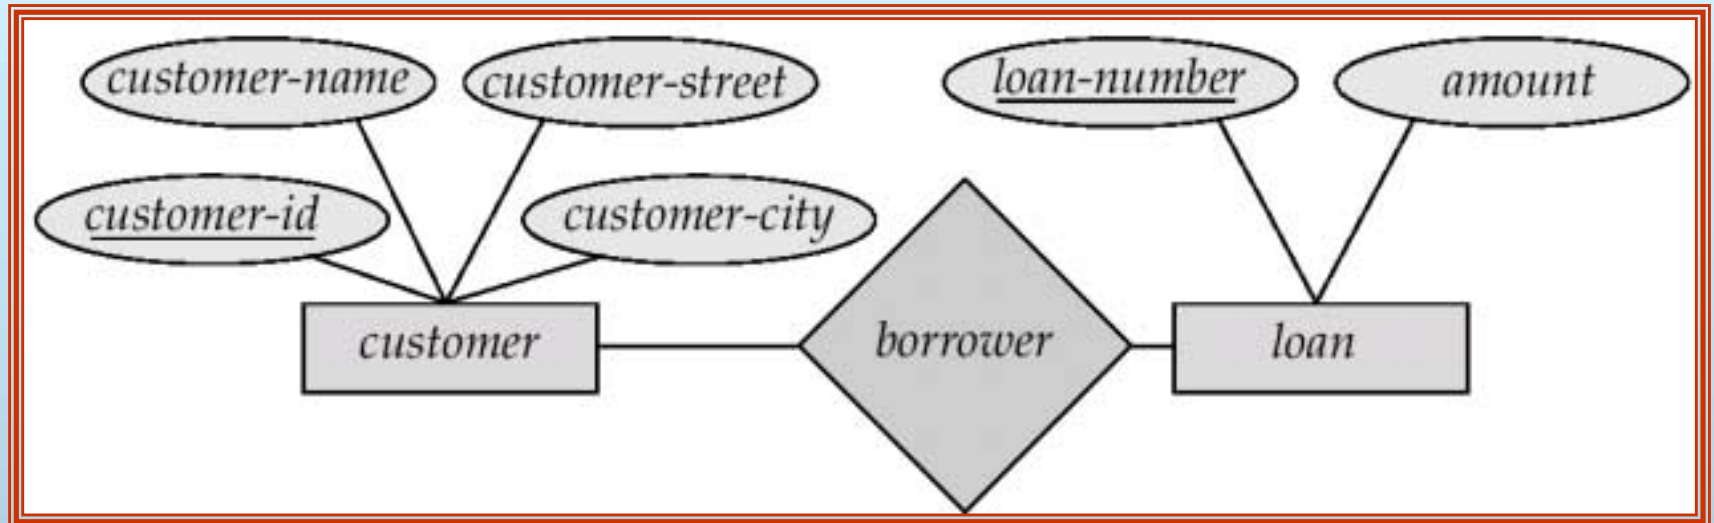 customer-name
customer-street
loan-number
amount
customer-id
customer-city
customer
borrower
loan